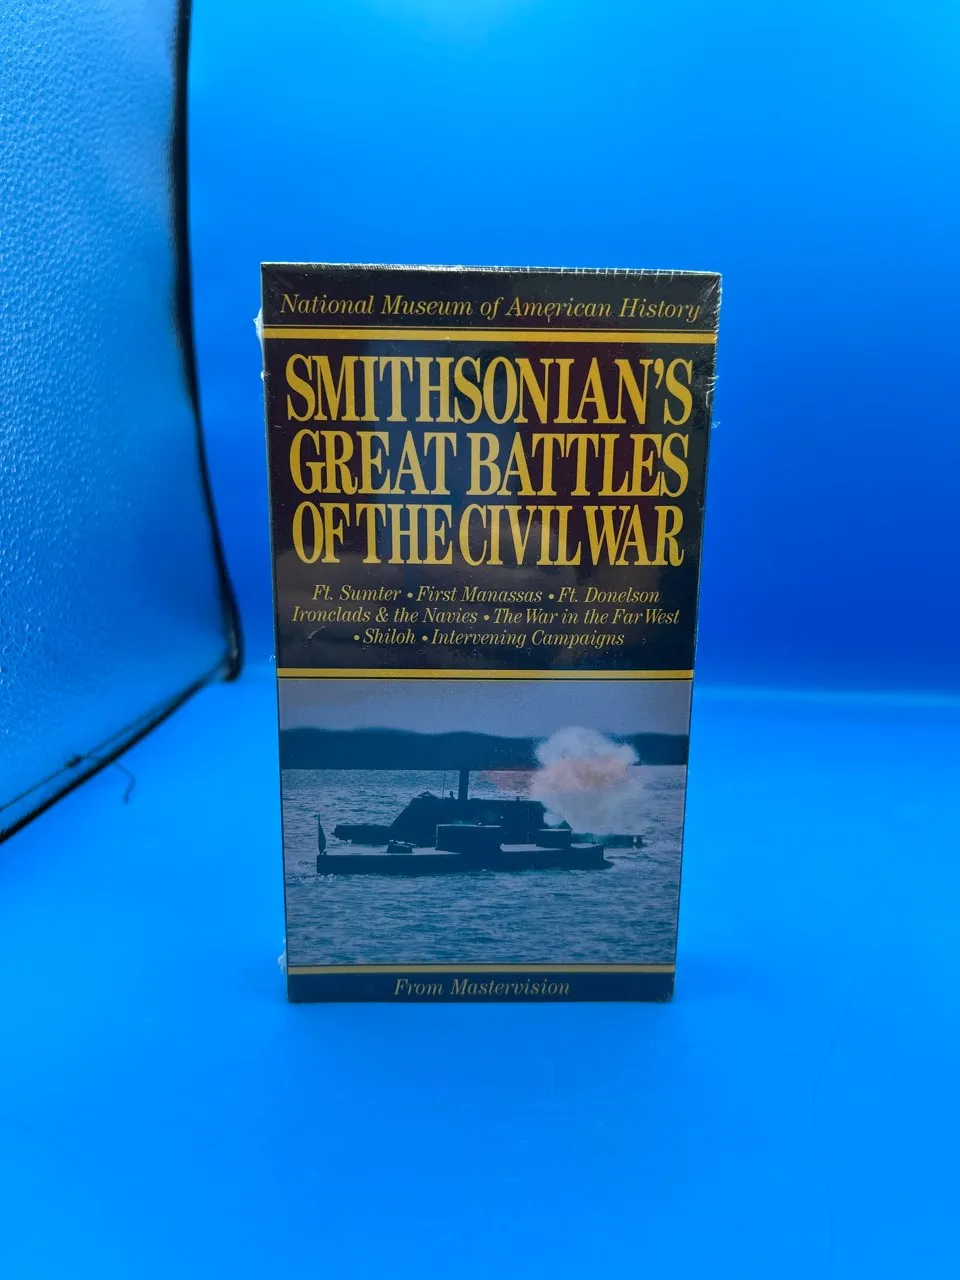 National Museum of American History
SMITHSONIAN'S
GREAT BATTLES
OF THE CIVIL WAR
Ft. Sumter • First Manassas • Ft. Donelson
Ironclads & the Navies • The War in the Far West
• Shiloh • Intervening Campaigns
From Mastervision